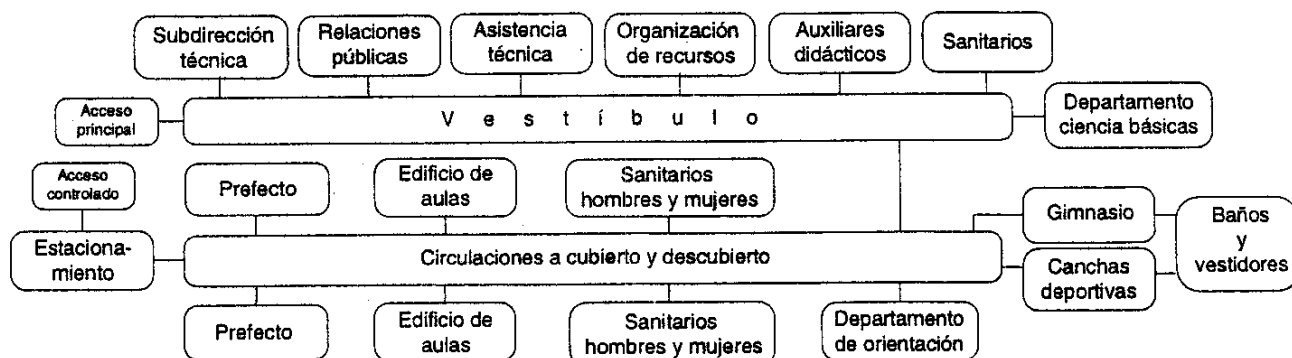 Subdirección
técnica
Relaciones
públicas
Asistencia
técnica
Organización
de recursos
Auxiliares
didácticos
Sanitarios
Acceso
principal
Vestíbulo
Departamento
ciencia básicas
Acceso
controlado
Prefecto
Edificio de
aulas
Sanitarios
hombres y mujeres
Gimnasio
Baños
y
vestidores
Estaciona-
miento
Circulaciones a cubierto y descubierto
Canchas
deportivas
Prefecto
Edificio de
aulas
Sanitarios
hombres y mujeres
Departamento
de orientación